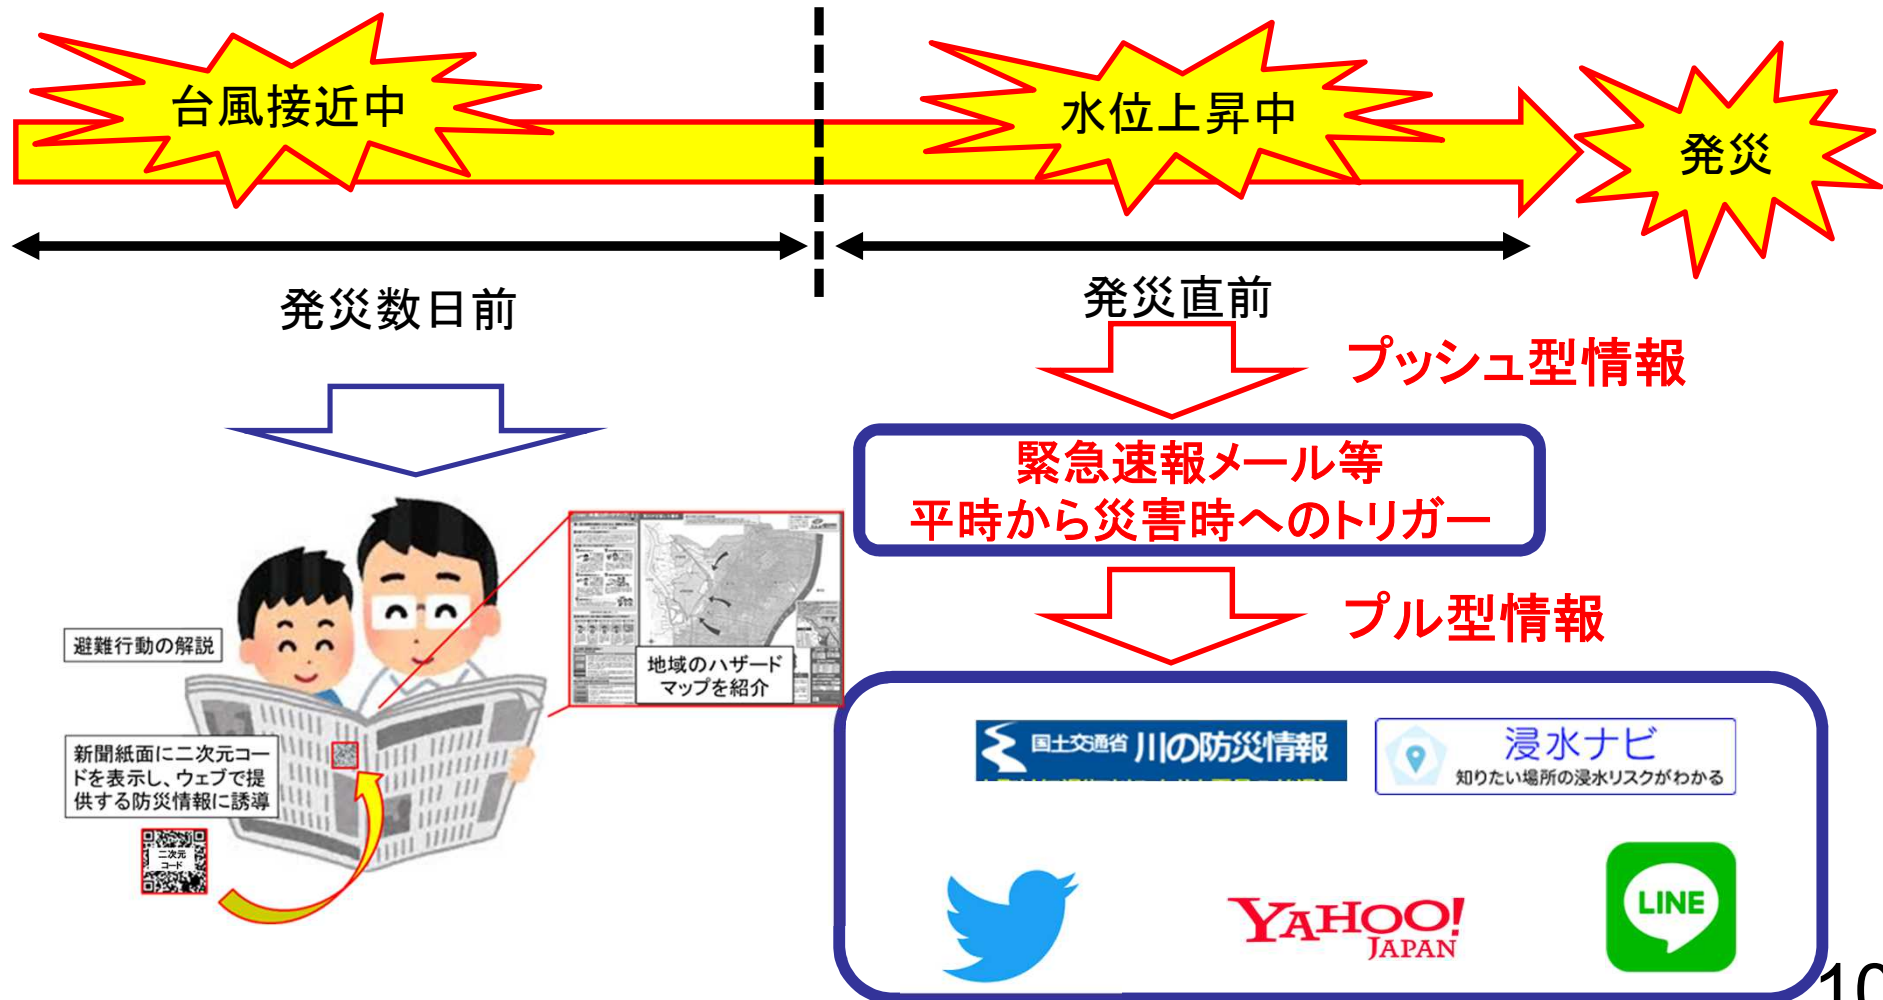 台風接近中
水位上昇中
発災
発災数日前
発災直前
プッシュ型情報
緊急速報メール等
平時から災害時へのトリガー
プル型情報
避難行動の解説
地域のハザード
マップを紹介
新聞紙面に二次元コー
ドを表示し、ウェブで提
供する防災情報に誘導
二次元
コード
国土交通省 川の防災情報
浸水ナビ
知りたい場所の浸水リスクがわかる
YAHOO!
JAPAN
LINE
10